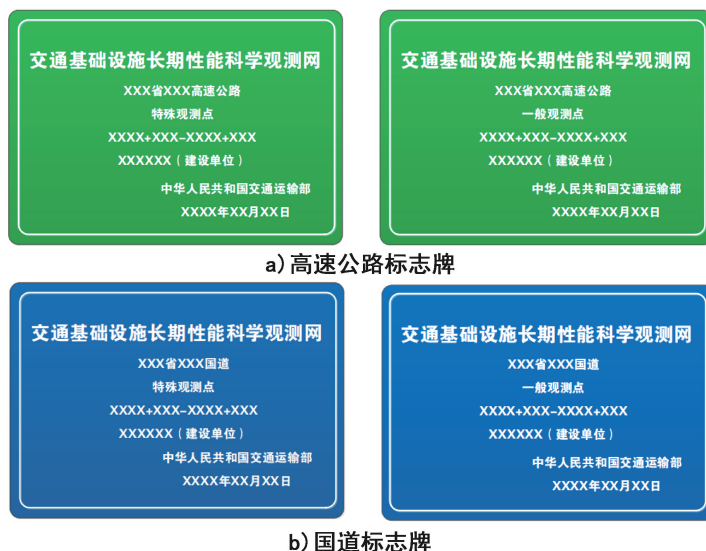 交通基础设施长期性能科学观测网
XXX省XXX高速公路
特殊观测点
XXXX+XXX-XXXX+XXX
XXXXXX（建设单位）
中华人民共和国交通运输部
XXXX年XX月XX日
交通基础设施长期性能科学观测网
XXX省XXX高速公路
一般观测点
XXXX+XXX-XXXX+XXX
XXXXXX（建设单位）
中华人民共和国交通运输部
XXXX年XX月XX日
a)高速公路标志牌
交通基础设施长期性能科学观测网
XXX省XXX国道
特殊观测点
XXXX+XXX-XXXX+XXX
XXXXXX（建设单位）
中华人民共和国交通运输部
XXXX年XX月XX日
交通基础设施长期性能科学观测网
XXX省XXX国道
一般观测点
XXXX+XXX-XXXX+XXX
XXXXXX（建设单位）
中华人民共和国交通运输部
XXXX年XX月XX日
b)国道标志牌